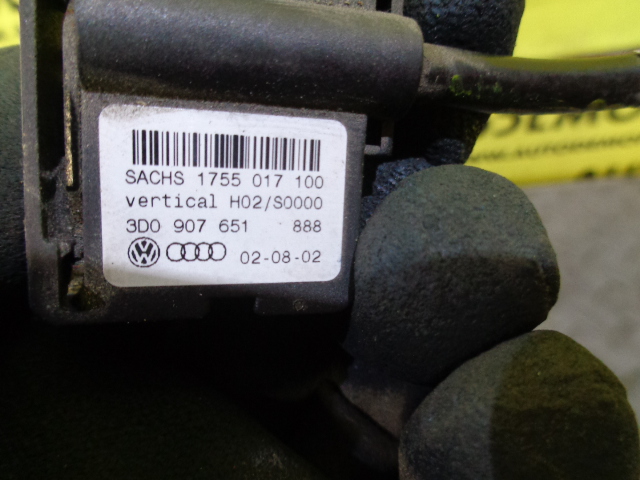 SACHS 1755 017 100
vertical H02/S0000
3D0 907 651 888
02-08-02